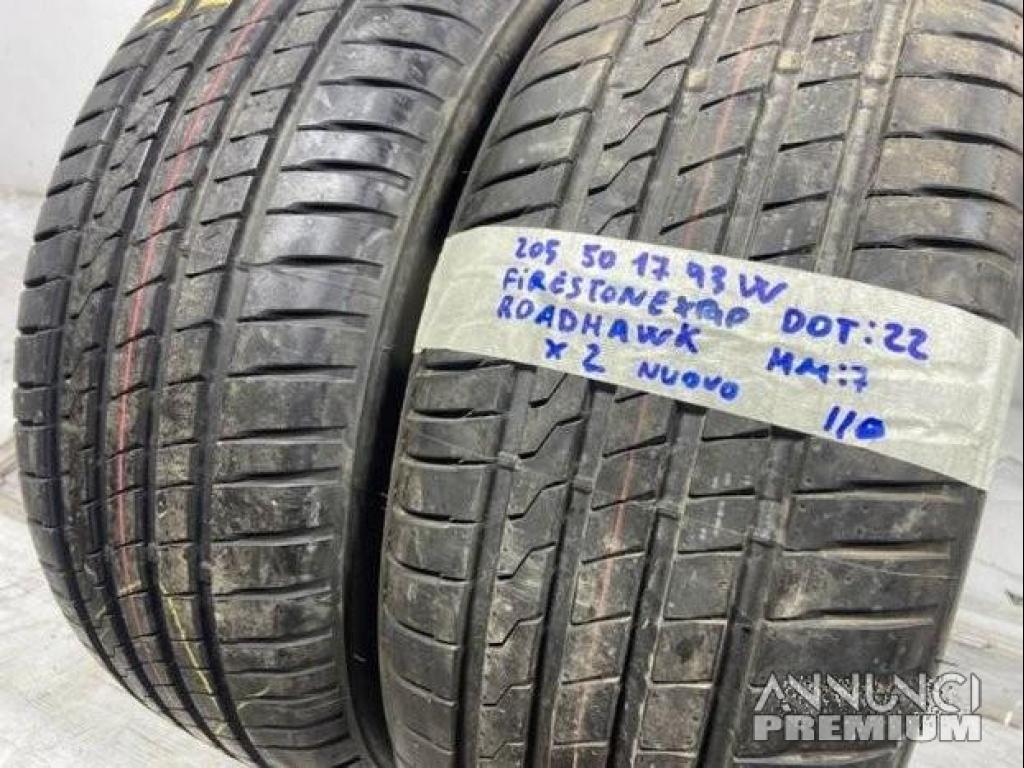 205 50 17 93 W
FIRESTONE DOT: 22
ROADHAWK MM: 7
x 2 NUOVO 110
ANNUNCI
PREMIUM